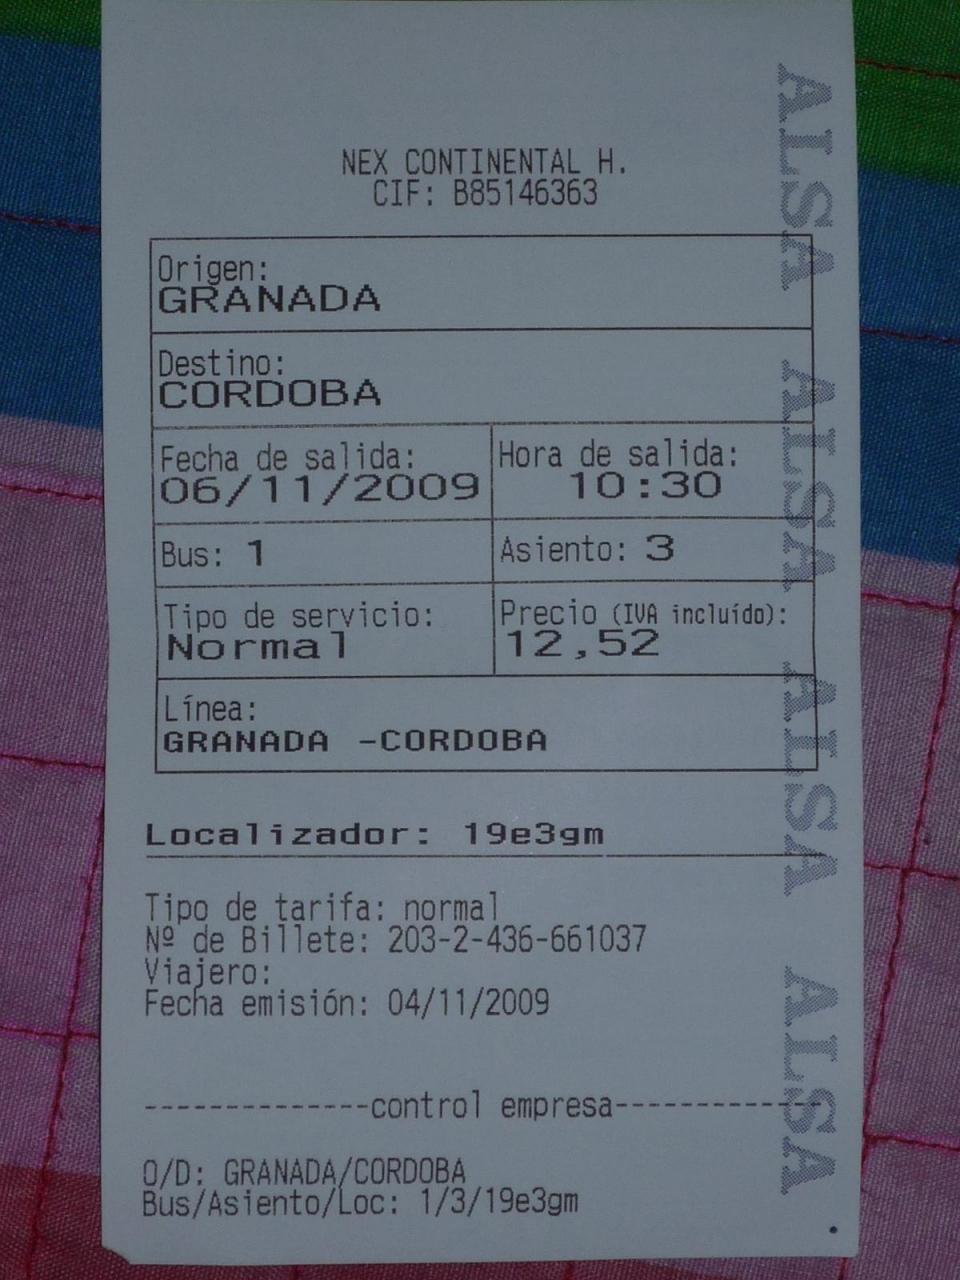 NEX CONTINENTAL H.
CIF: B85146363
Origen:
GRANADA
Destino:
CORDOBA
Fecha de salida: Hora de salida:
06/11/2009 10:30
Bus: 1 Asiento: 3
Tipo de servicio: Precio (IVA incluído):
Normal 12,52
Línea:
GRANADA -CORDOBA
Localizador: 19e3gm
Tipo de tarifa: normal
Nº de Billete: 203-2-436-661037
Viajero:
Fecha emisión: 04/11/2009
--------------control empresa-------------
O/D: GRANADA/CORDOBA
Bus/Asiento/Loc: 1/3/19e3gm
ALSA ALSA ALSA ALSA